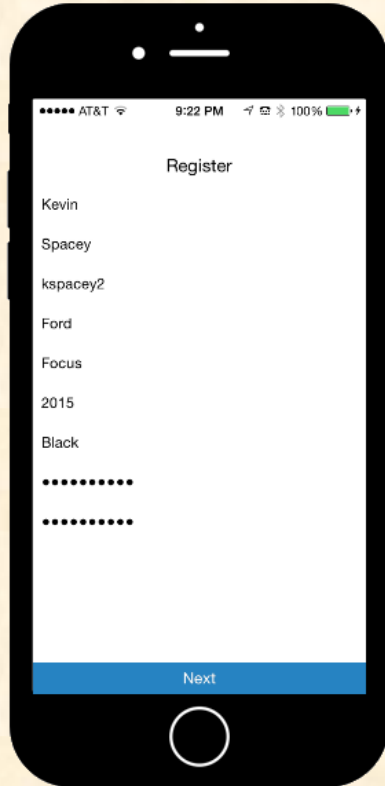 ●●●●● AT&T 9:22 PM 100%
Register
Kevin
Spacey
kspacey2
Ford
Focus
2015
Black
●●●●●●●●●●
●●●●●●●●●●
Next